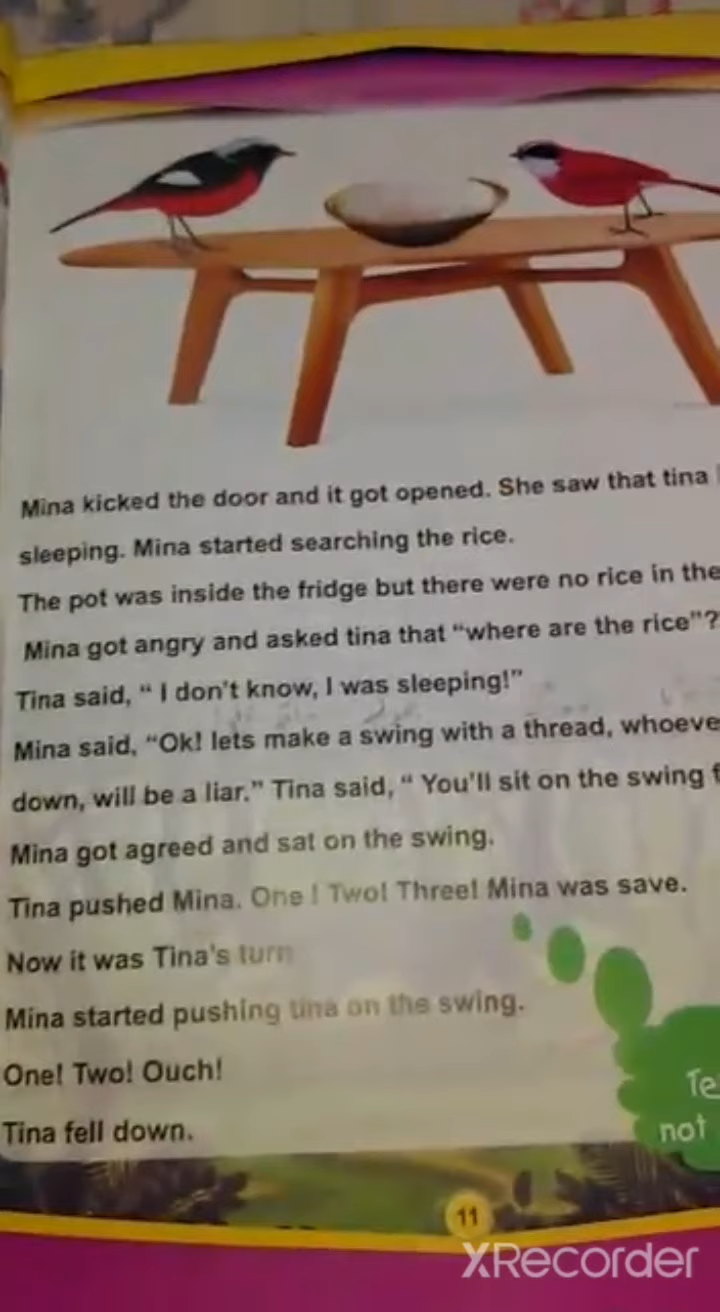 Mina kicked the door and it got opened. She saw that tina
sleeping. Mina started searching the rice.
The pot was inside the fridge but there were no rice in the
Mina got angry and asked tina that “where are the rice”?
Tina said, “ I don't know, I was sleeping!”
Mina said, “Ok! lets make a swing with a thread, whoeve
down, will be a liar.” Tina said, “ You'll sit on the swing f
Mina got agreed and sat on the swing.
Tina pushed Mina. One ! Two! Three! Mina was save.
Now it was Tina's turn
Mina started pushing tina on the swing.
One! Two! Ouch!
Tina fell down.
Te
not
11
XRecorder